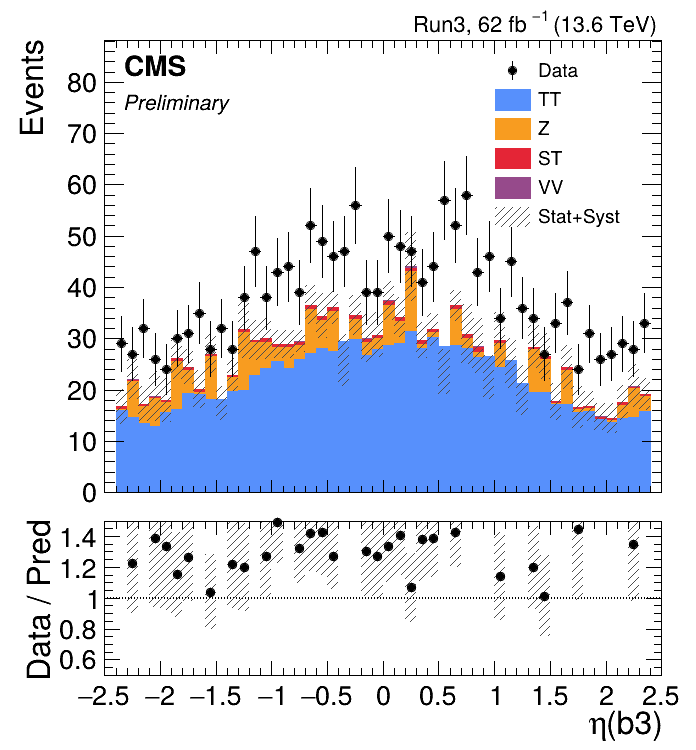 Run3, 62 fb⁻¹ (13.6 TeV)
CMS
Preliminary
Events
80
70
60
50
40
30
20
10
0
Data
TT
Z
ST
VV
Stat+Syst
Data / Pred
1.4
1.2
1
0.8
0.6
−2.5 −2 −1.5 −1 −0.5 0 0.5 1 1.5 2 2.5
η(b3)